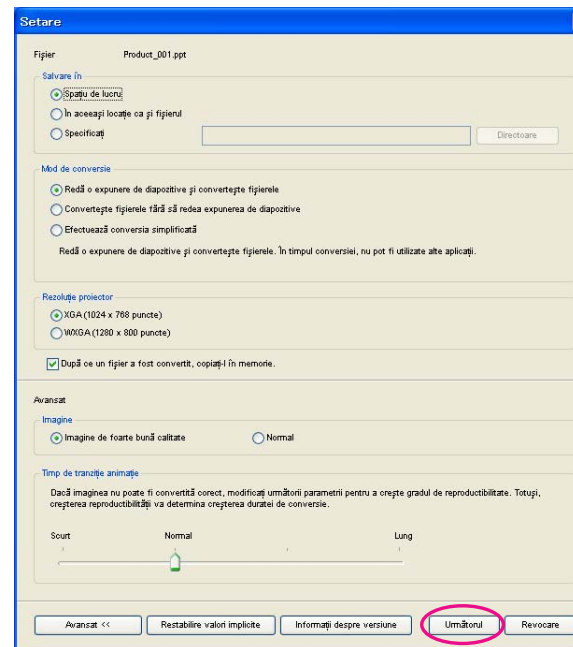 Setare
Fişier Product_001.ppt
Salvare în
Spaţiu de lucru
În aceeaşi locaţie ca şi fişierul
Specificaţi Directoare
Mod de conversie
Redă o expunere de diapozitive şi converteşte fişierele
Converteşte fişierele fără să redea expunerea de diapozitive
Efectuează conversia simplificată
Redă o expunere de diapozitive şi converteşte fişierele. În timpul conversiei, nu pot fi utilizate alte aplicaţii.
Rezoluţie proiector
XGA (1024 x 768 puncte)
WXGA (1280 x 800 puncte)
După ce un fişier a fost convertit, copiaţi-l în memorie.
Avansat
Imagine
Imagine de foarte bună calitate Normal
Timp de tranziţie animaţie
Dacă imaginea nu poate fi convertită corect, modificaţi următorii parametrii pentru a creşte gradul de reproductibilitate. Totuşi,
creşterea reproductibilităţii va determina creşterea duratei de conversie.
Scurt Normal Lung
Avansat << Restabilire valori implicite Informaţii despre versiune Următorul Revocare